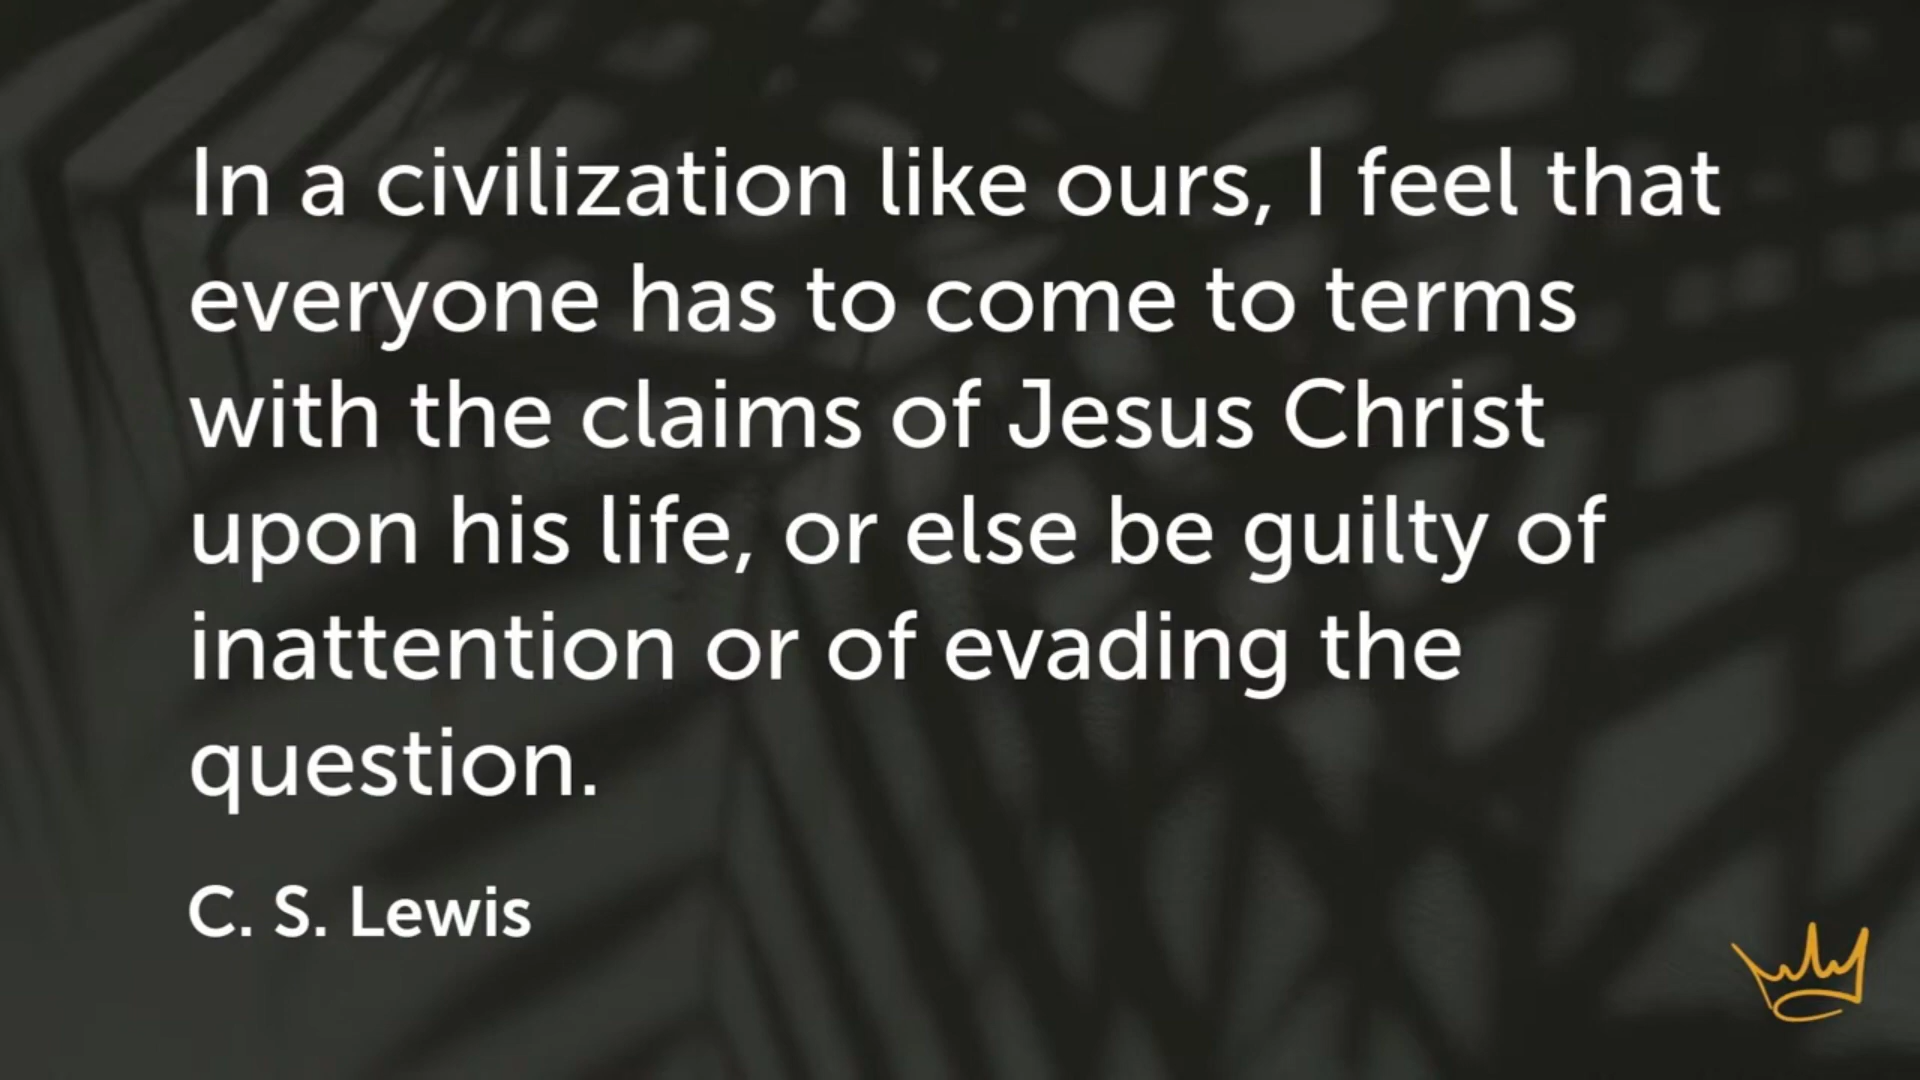 In a civilization like ours, I feel that
everyone has to come to terms
with the claims of Jesus Christ
upon his life, or else be guilty of
inattention or of evading the
question.
C. S. Lewis